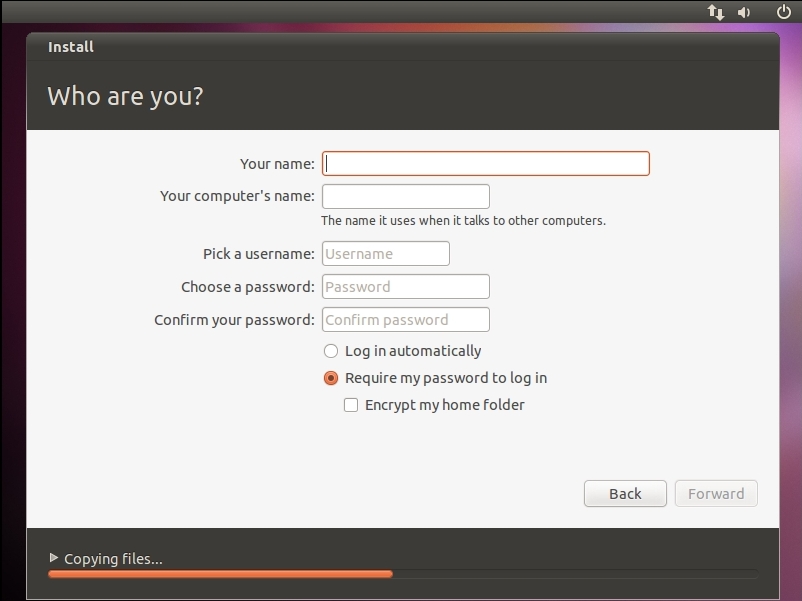 Install
Who are you?
Your name:
Your computer's name:
The name it uses when it talks to other computers.
Pick a username: Username
Choose a password: Password
Confirm your password: Confirm password
Log in automatically
Require my password to log in
Encrypt my home folder
Back Forward
Copying files...